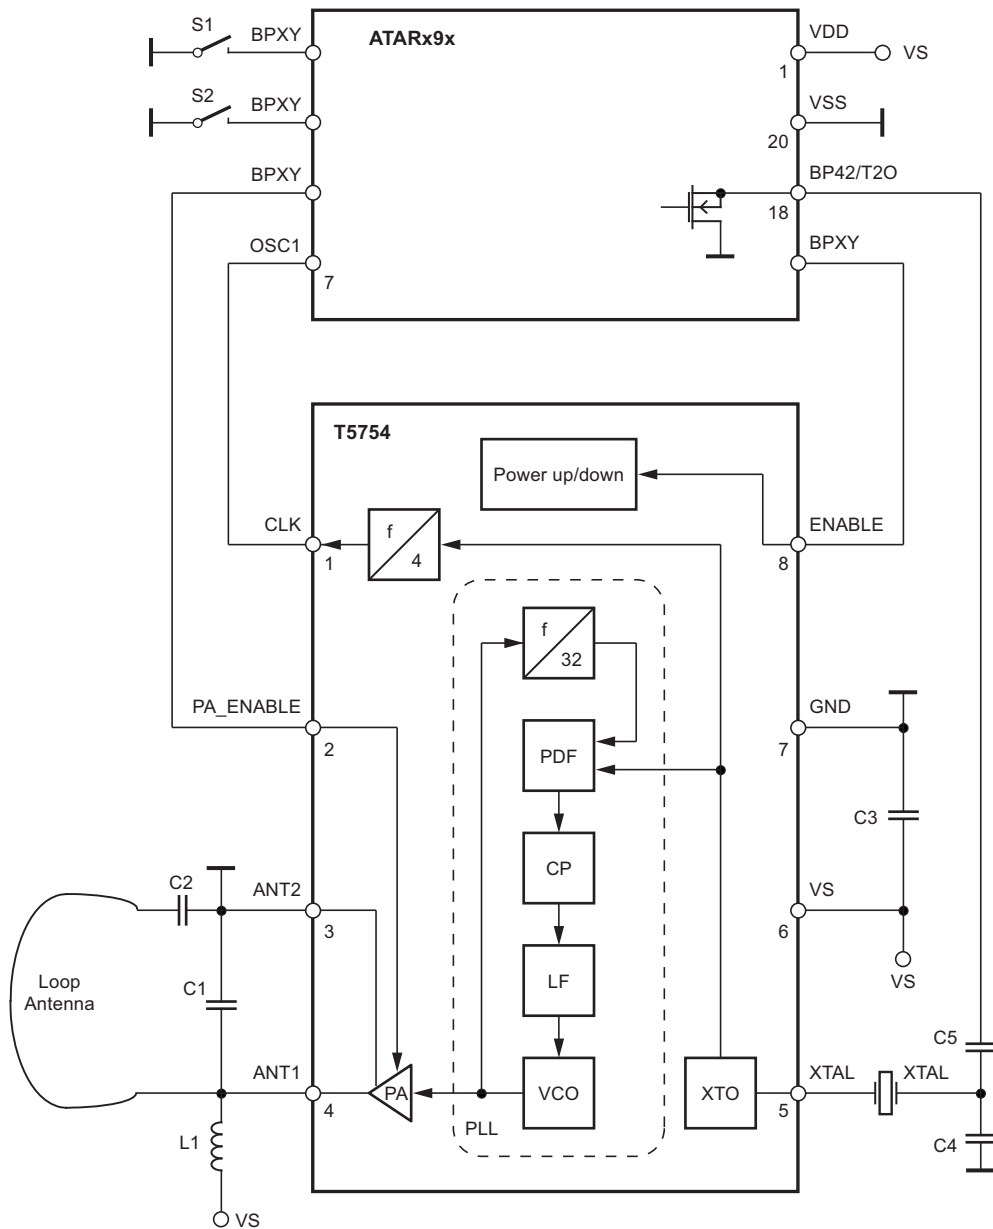 S1
BPXY
ATARx9x
VDD
1
VS
S2
BPXY
VSS
20
BPXY
BP42/T2O
18
OSC1
7
BPXY
T5754
Power up/down
CLK
1
f
4
ENABLE
8
f
32
PA_ENABLE
2
PDF
GND
7
C3
CP
C2
ANT2
3
VS
6
Loop
Antenna
C1
LF
VS
C5
ANT1
4
PA
VCO
PLL
XTO
XTAL
5
XTAL
C4
L1
VS